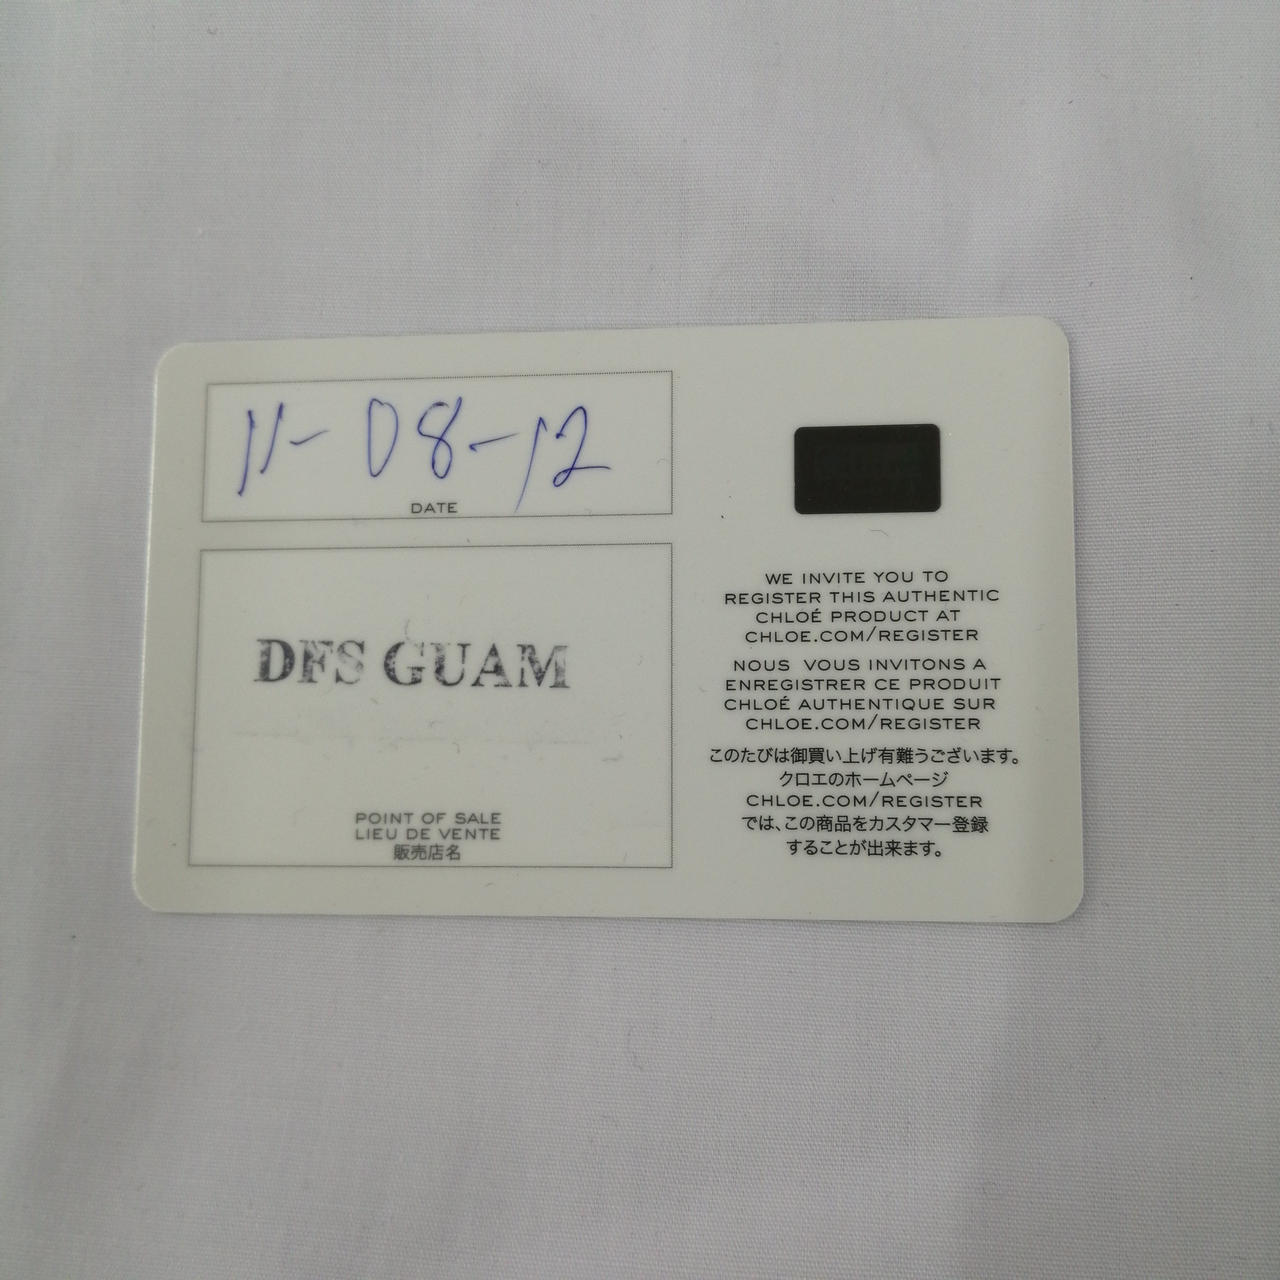 11-08-12
DATE
DFS GUAM
POINT OF SALE
LIEU DE VENTE
販売店名
WE INVITE YOU TO
REGISTER THIS AUTHENTIC
CHLOÉ PRODUCT AT
CHLOE.COM/REGISTER
NOUS VOUS INVITONS A
ENREGISTRER CE PRODUIT
CHLOÉ AUTHENTIQUE SUR
CHLOE.COM/REGISTER
このたびは御買い上げ有難うございます。
クロエのホームページ
CHLOE.COM/REGISTER
では、この商品をカスタマー登録
することが出来ます。